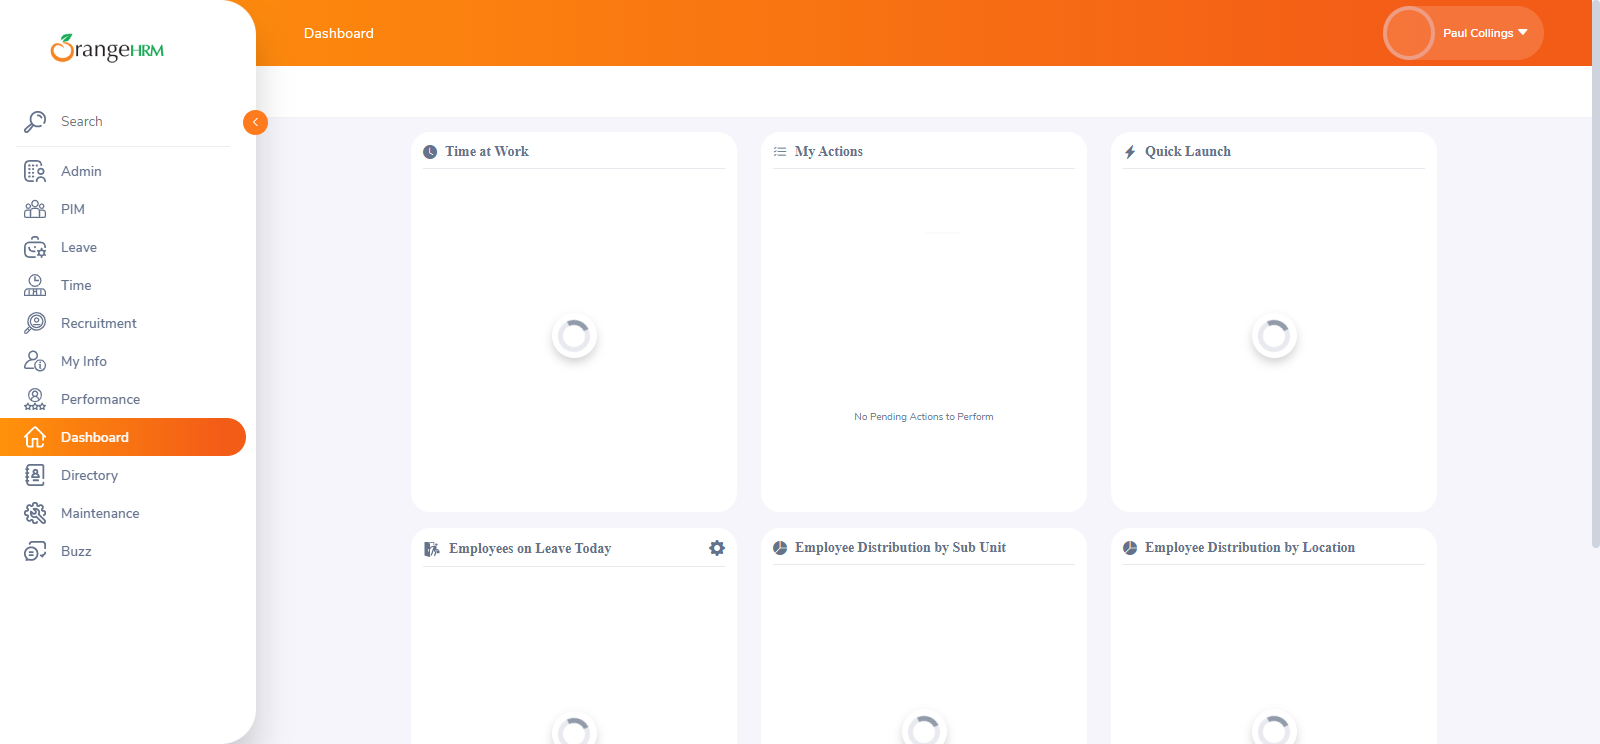 OrangeHRM
Dashboard
Paul Collings
Search
Admin
PIM
Leave
Time
Recruitment
My Info
Performance
Dashboard
Directory
Maintenance
Buzz
Time at Work
My Actions
No Pending Actions to Perform
Quick Launch
Employees on Leave Today
Employee Distribution by Sub Unit
Employee Distribution by Location